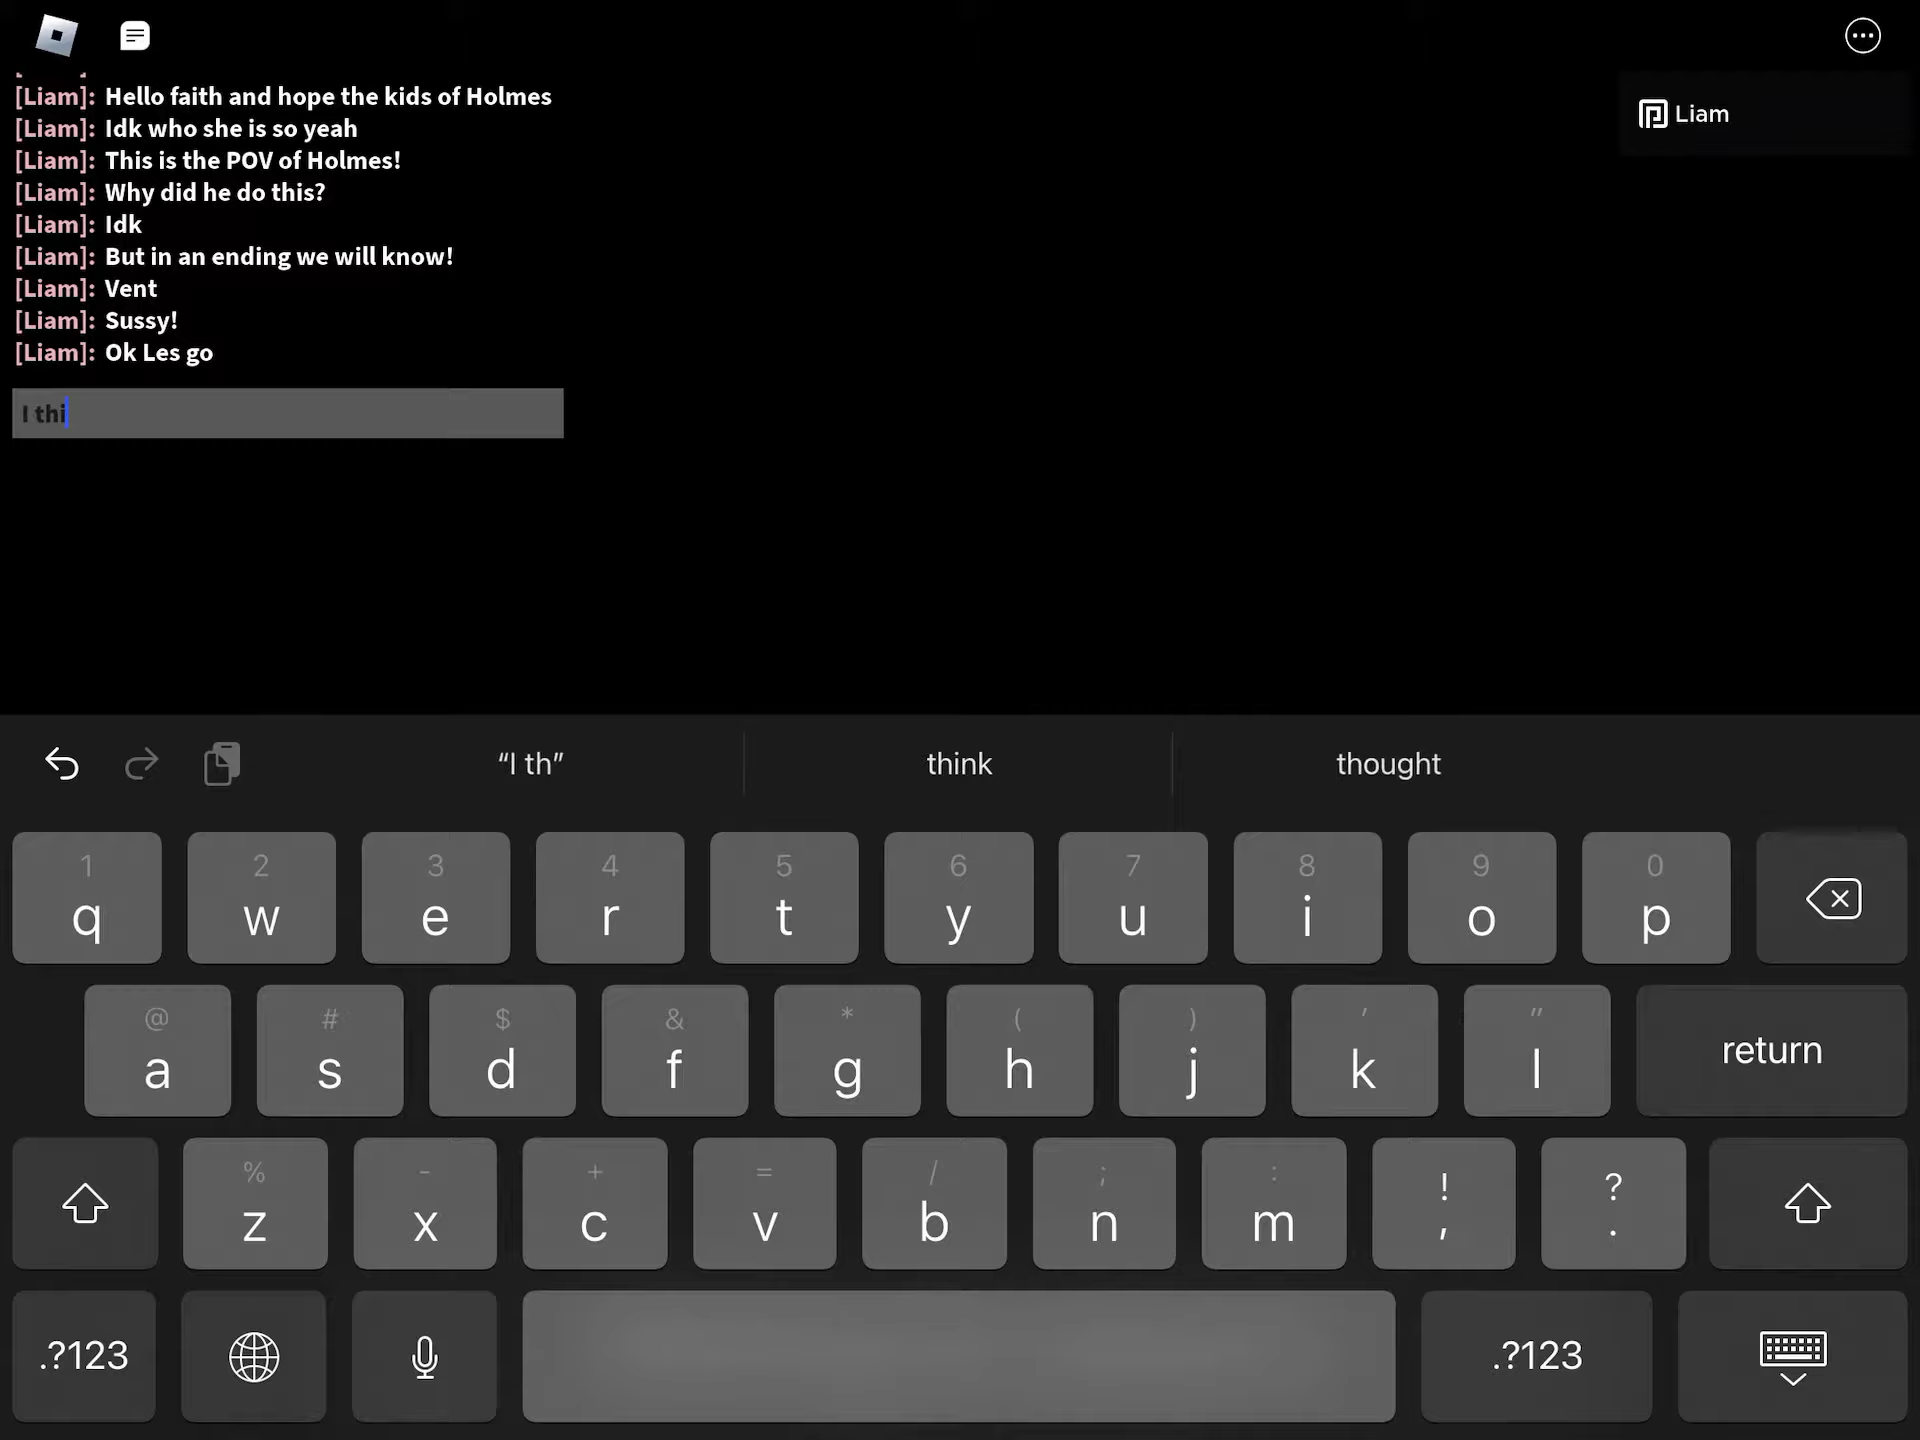 [Liam]: Hello faith and hope the kids of Holmes
Liam
[Liam]: Idk who she is so yeah
[Liam]: This is the POV of Holmes!
[Liam]: Why did he do this?
[Liam]: Idk
[Liam]: But in an ending we will know!
[Liam]: Vent
[Liam]: Sussy!
[Liam]: Ok Les go
I thi
“I th” think thought
1 2 3 4 5 6 7 8 9 0
q w e r t y u i o p
@ # $ & * ( ) ' "
a s d f g h j k l return
% - + = / ; : ! ?
z x c v b n m , .
.?123 .?123